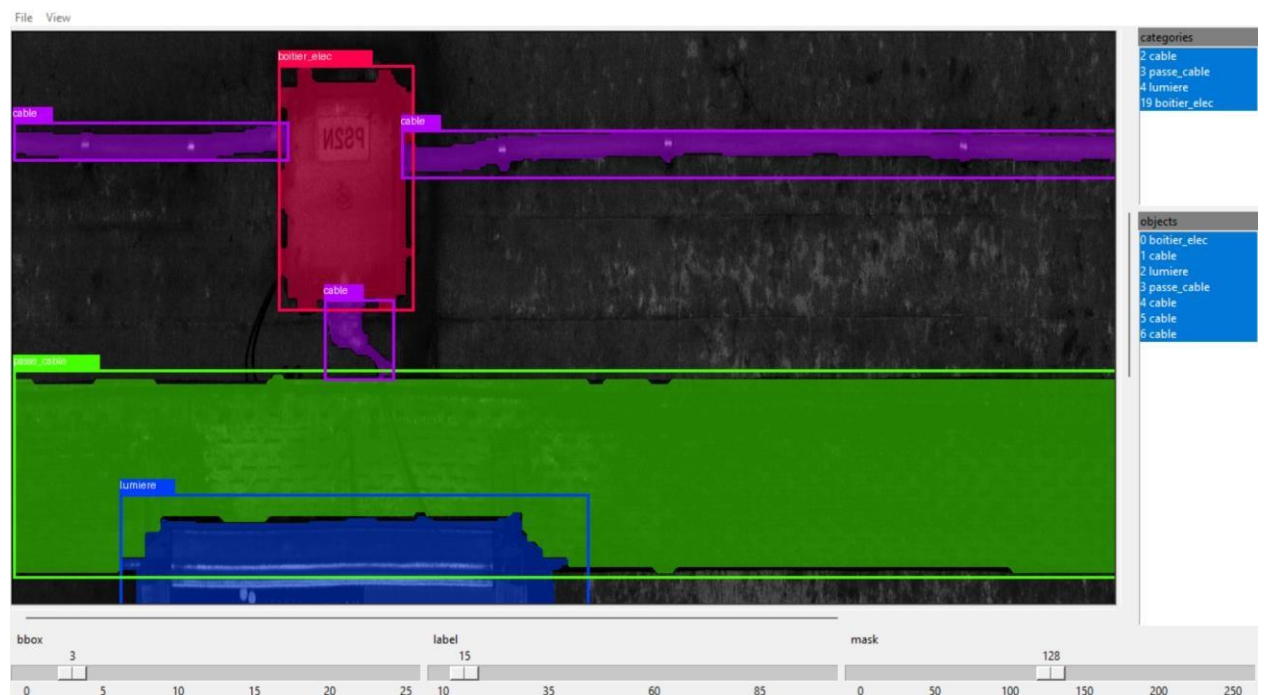 File View
categories
2 cable
3 passe_cable
4 lumiere
19 boitier_elec
boitier_elec
cable
cable
PS2N
cable
passe_cable
lumiere
objects
0 boitier_elec
1 cable
2 lumiere
3 passe_cable
4 cable
5 cable
6 cable
bbox
3
0 5 10 15 20 25
label
15
10 35 60 85
mask
128
0 50 100 150 200 250